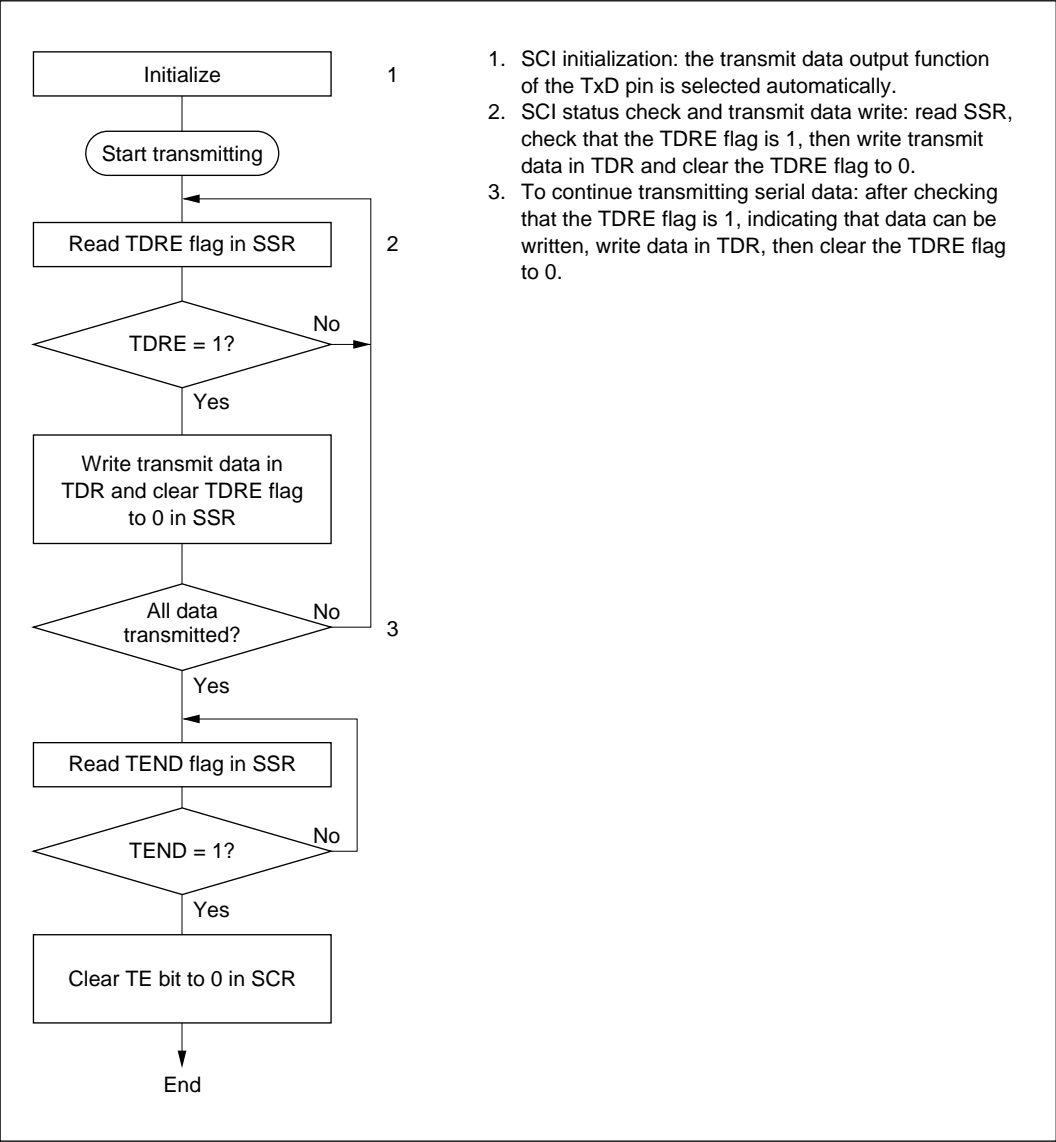 Initialize
1
Start transmitting
Read TDRE flag in SSR
2
TDRE = 1?
No
Yes
Write transmit data in
TDR and clear TDRE flag
to 0 in SSR
All data
transmitted?
No
3
Yes
Read TEND flag in SSR
TEND = 1?
No
Yes
Clear TE bit to 0 in SCR
End
1. SCI initialization: the transmit data output function
of the TxD pin is selected automatically.
2. SCI status check and transmit data write: read SSR,
check that the TDRE flag is 1, then write transmit
data in TDR and clear the TDRE flag to 0.
3. To continue transmitting serial data: after checking
that the TDRE flag is 1, indicating that data can be
written, write data in TDR, then clear the TDRE flag
to 0.